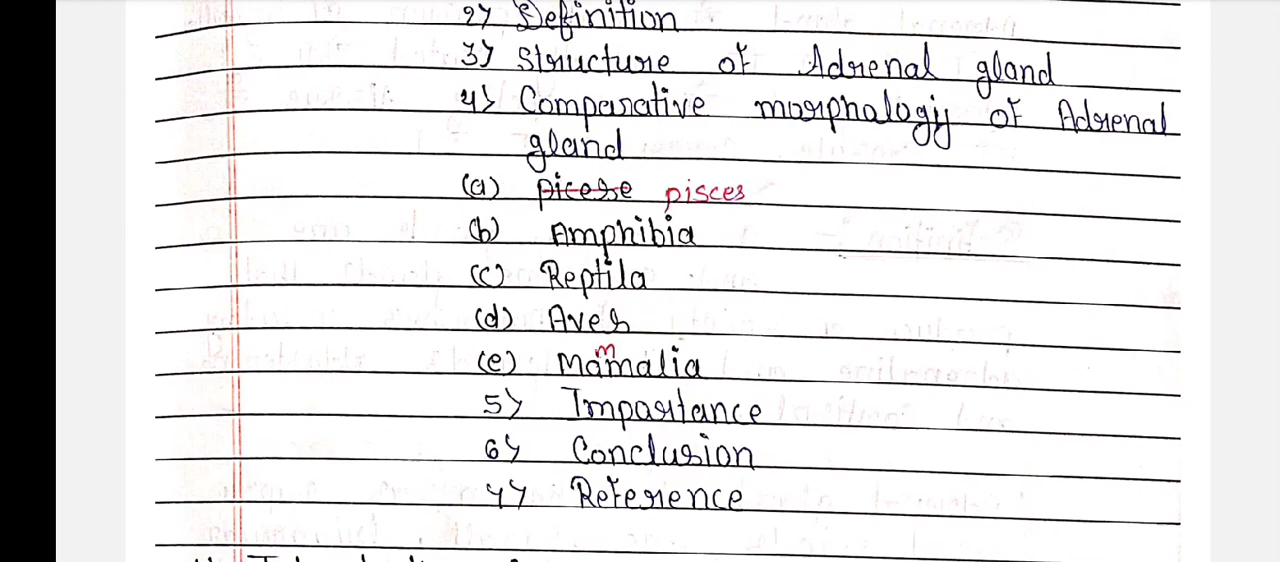 2) Definition
3) Structure of Adrenal gland
4) Comparative morphology of Adrenal
gland
(a) picese pisces
(b) Amphibia
(c) Reptila
(d) Aves
(e) Mammalia
5) Importance
6) Conclusion
7) Reference